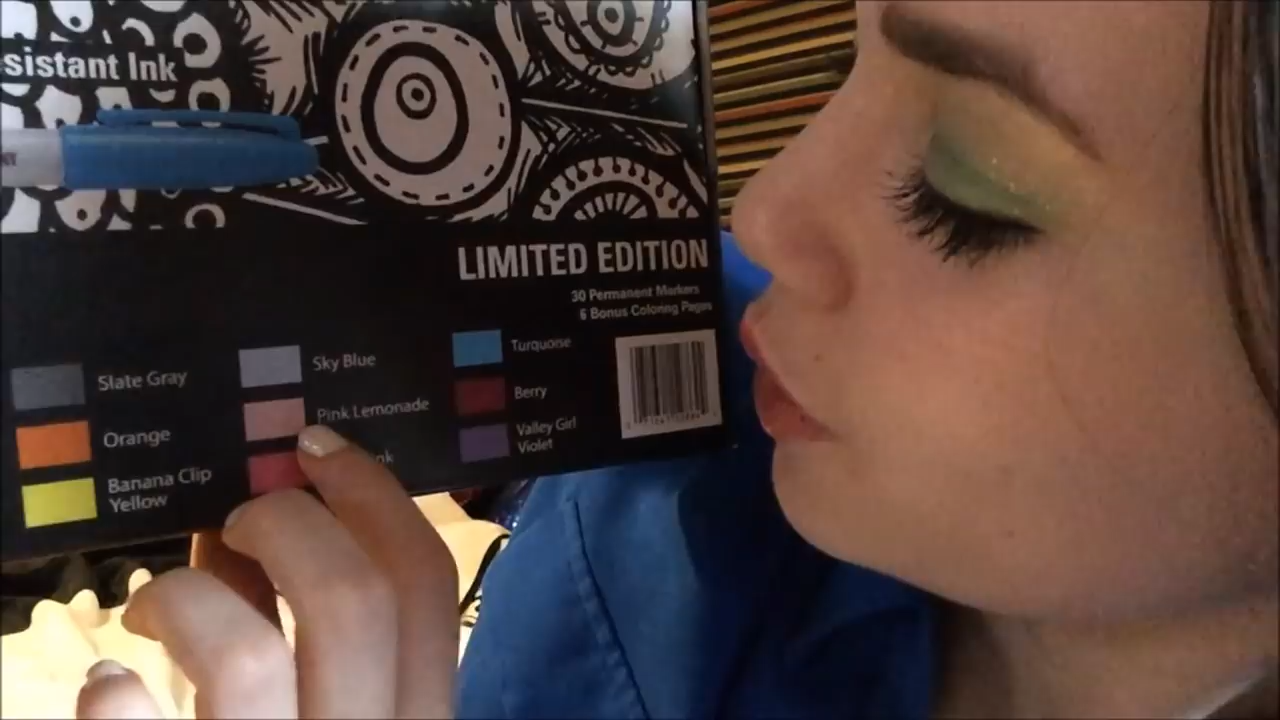 sistant Ink
LIMITED EDITION
30 Permanent Markers
6 Bonus Coloring Pages
Slate Gray
Orange
Banana Clip
Yellow
Sky Blue
Pink Lemonade
nk
Turquoise
Berry
Valley Girl
Violet